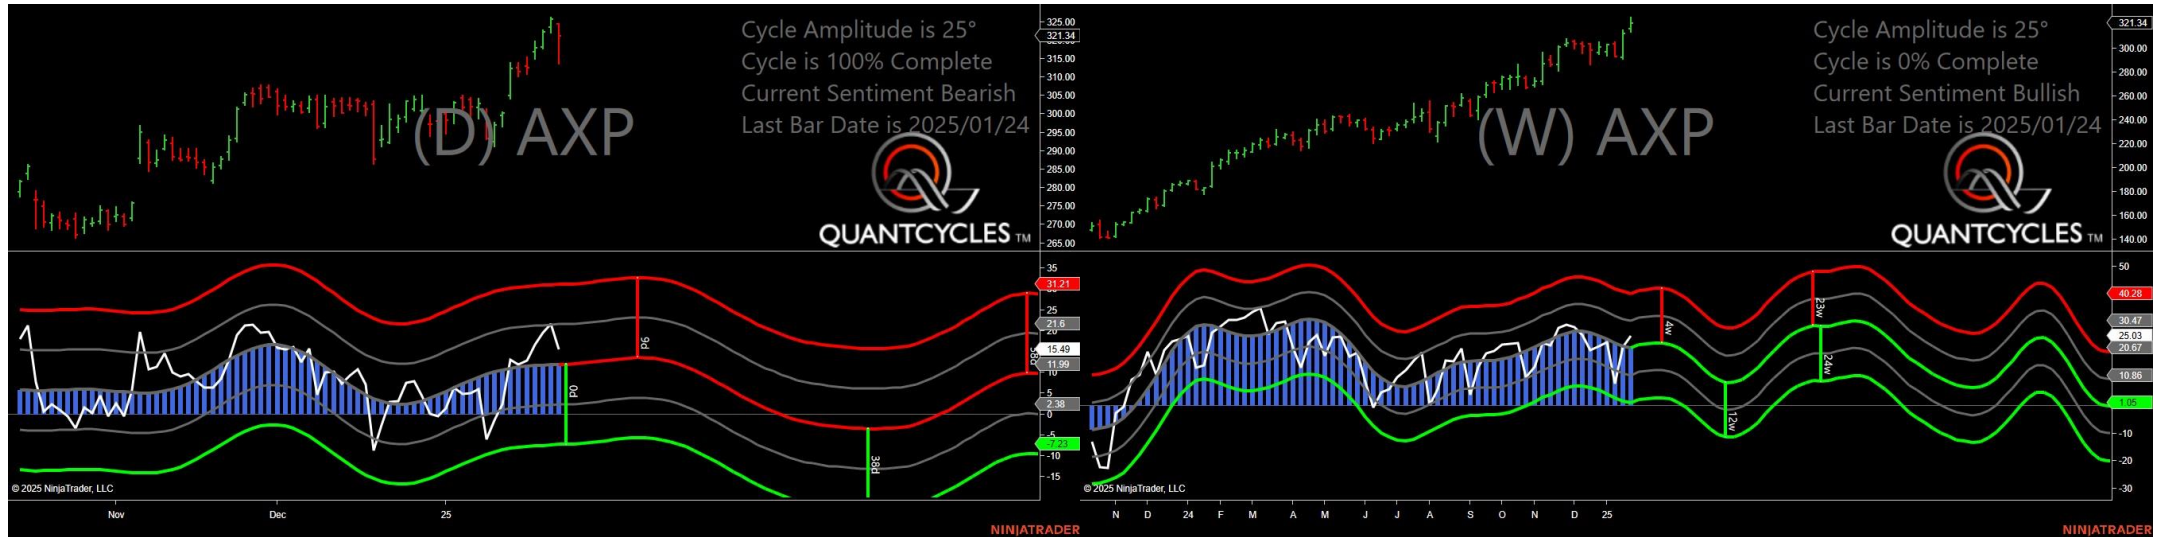 Cycle Amplitude is 25°
Cycle is 100% Complete
Current Sentiment Bearish
Last Bar Date is 2025/01/24
(D) AXP
QUANTCYCLES TM
325.00
321.34
315.00
310.00
305.00
300.00
295.00
290.00
285.00
280.00
275.00
270.00
265.00
35
31.21
25
21.6
20
15.49
11.99
10
5
2.38
0
-5
-7.23
-10
-15
9d
0d
38d
58d
© 2025 NinjaTrader, LLC
Nov
Dec
25
NINJATRADER
Cycle Amplitude is 25°
Cycle is 0% Complete
Current Sentiment Bullish
Last Bar Date is 2025/01/24
(W) AXP
QUANTCYCLES TM
321.34
300.00
280.00
260.00
240.00
220.00
200.00
180.00
160.00
140.00
50
40.28
30.47
25.03
20.67
10.86
1.05
-10
-20
-30
4w
23w
24w
12w
© 2025 NinjaTrader, LLC
N
D
24
F
M
A
M
J
J
A
S
O
N
D
25
NINJATRADER